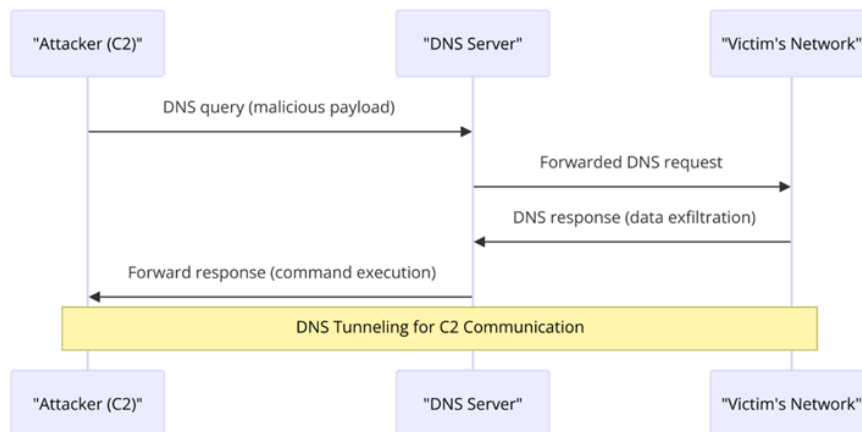 "Attacker (C2)"
"DNS Server"
"Victim's Network"
DNS query (malicious payload)
Forwarded DNS request
DNS response (data exfiltration)
Forward response (command execution)
DNS Tunneling for C2 Communication
"Attacker (C2)"
"DNS Server"
"Victim's Network"